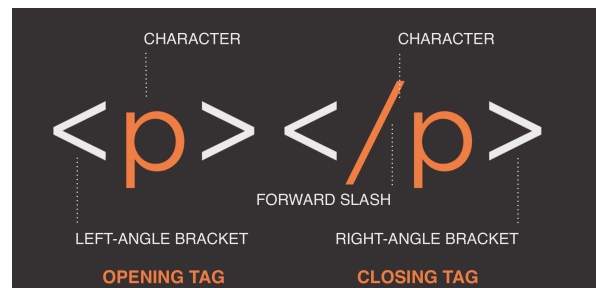 CHARACTER CHARACTER
<p> </p>
FORWARD SLASH
LEFT-ANGLE BRACKET RIGHT-ANGLE BRACKET
OPENING TAG CLOSING TAG